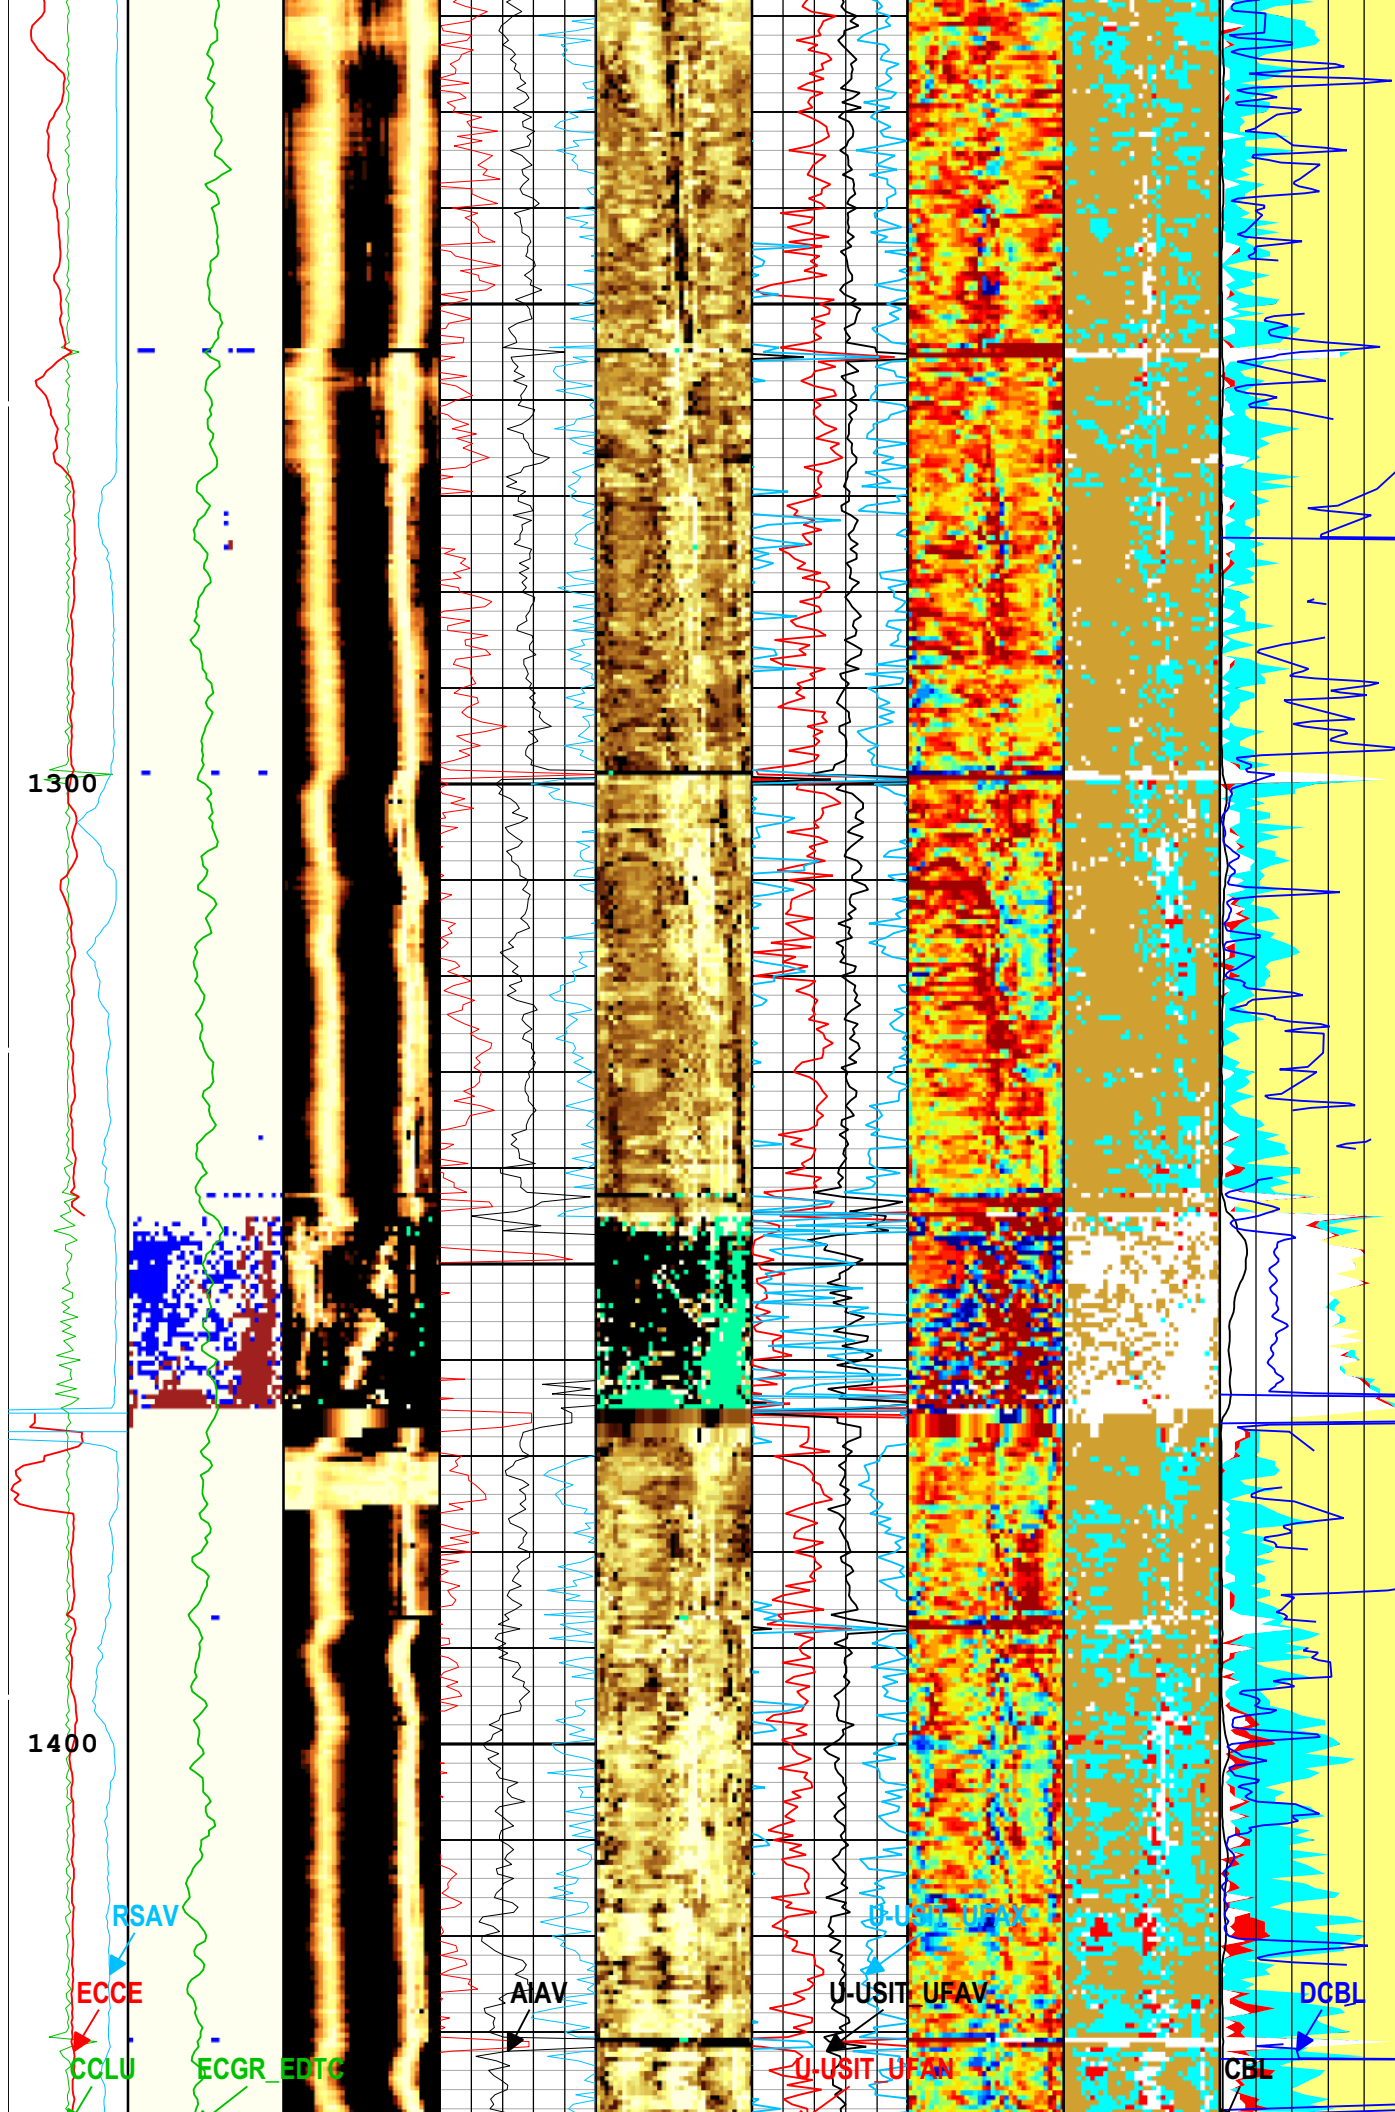 1300
1400
RSAV
U-USIT_UFAX
ECCE
AIAV
U-USIT_UFAV
DCBL
CCLU
ECGR_EDTC
U-USIT_UFAN
CBL